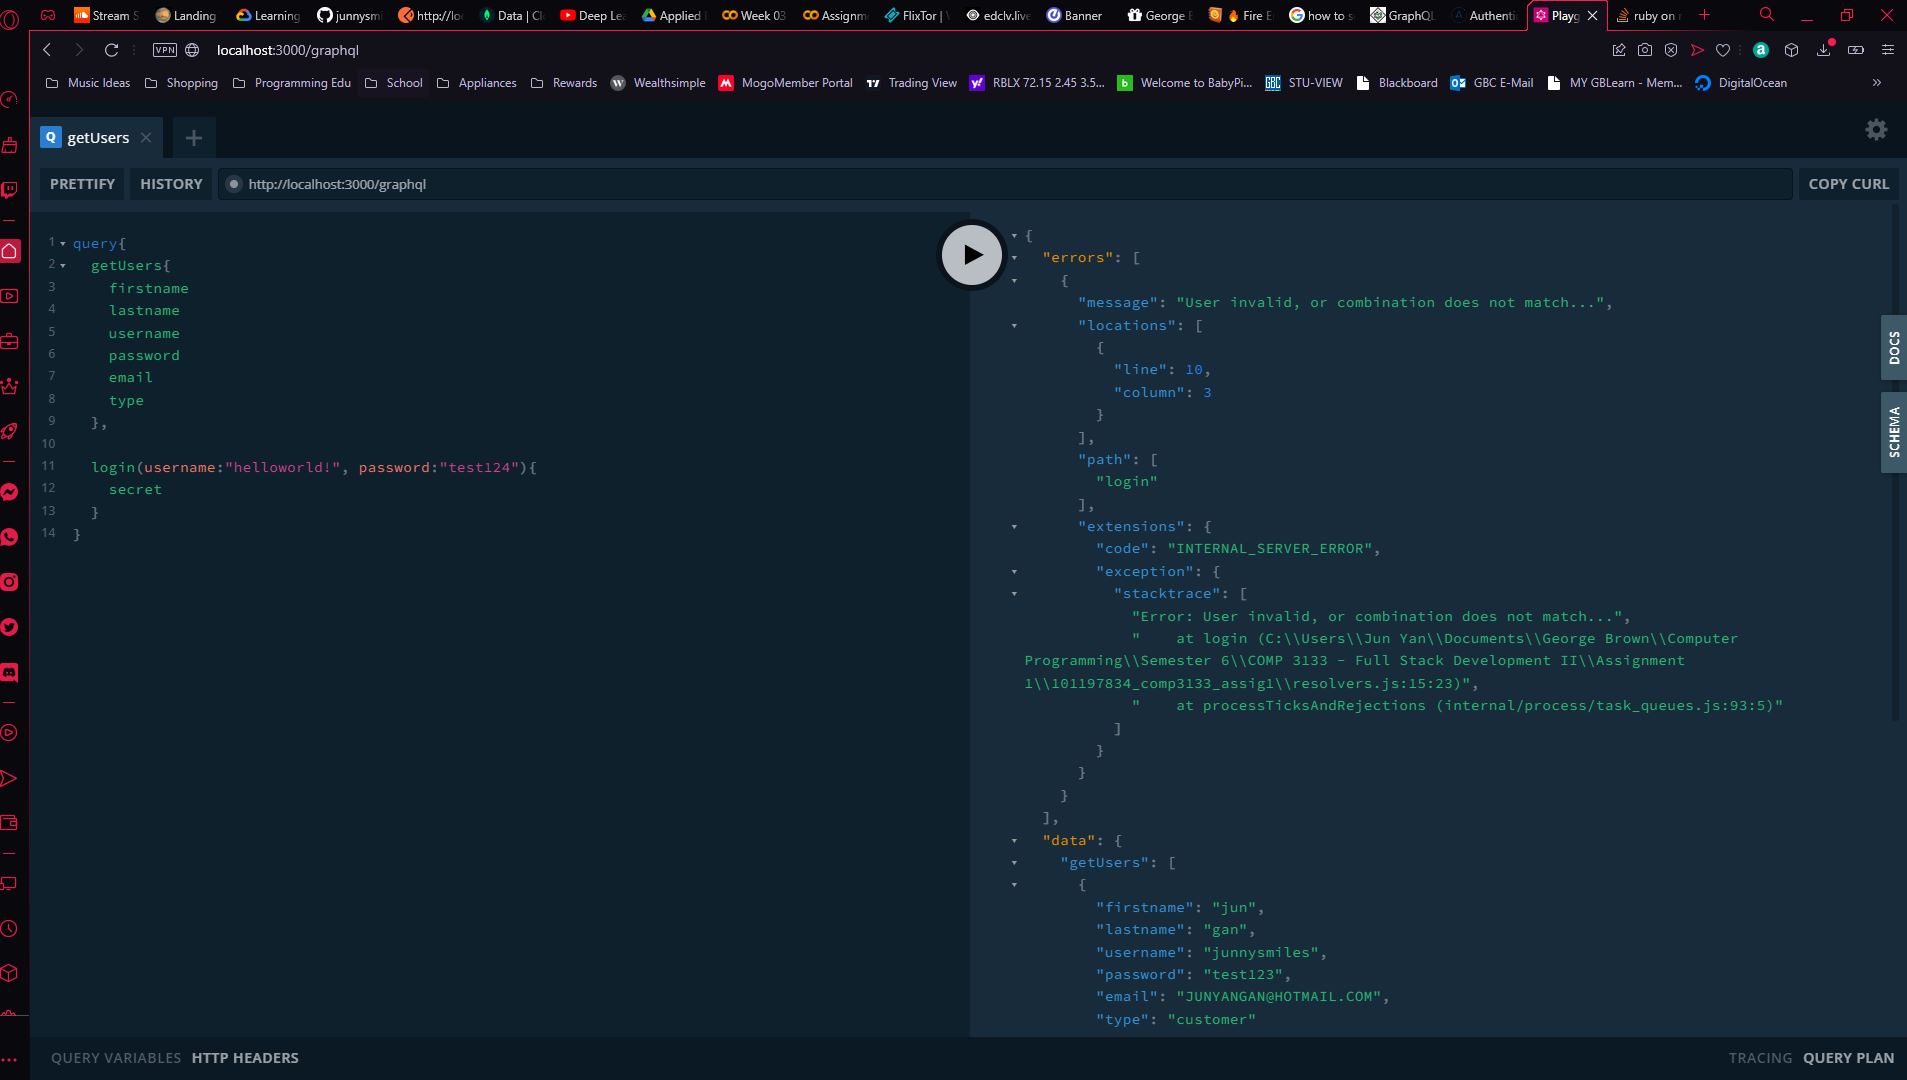 Stream S
Landing
Learning
junnysmi
http://loc
Data | Cl
Deep Lea
Applied
Week 03
Assignm
FlixTor |
edclv.live
Banner
George B
Fire E
how to s
GraphQL
Authenti
Playg
ruby on r
VPN
localhost:3000/graphql
Music Ideas
Shopping
Programming Edu
School
Appliances
Rewards
Wealthsimple
MogoMember Portal
Trading View
RBLX 72.15 2.45 3.5...
Welcome to BabyPi...
STU-VIEW
Blackboard
GBC E-Mail
MY GBLearn - Mem...
DigitalOcean
»
Q getUsers
PRETTIFY
HISTORY
http://localhost:3000/graphql
COPY CURL
1 query{
2 getUsers{
3 firstname
4 lastname
5 username
6 password
7 email
8 type
9 },
10
11 login(username:"helloworld!", password:"test124"){
12 secret
13 }
14 }
{
"errors": [
{
"message": "User invalid, or combination does not match...",
"locations": [
{
"line": 10,
"column": 3
}
],
"path": [
"login"
],
"extensions": {
"code": "INTERNAL_SERVER_ERROR",
"exception": {
"stacktrace": [
"Error: User invalid, or combination does not match...",
"    at login (C:\\Users\\Jun Yan\\Documents\\George Brown\\Computer
Programming\\Semester 6\\COMP 3133 - Full Stack Development II\\Assignment
1\\101197834_comp3133_assig1\\resolvers.js:15:23)",
"    at processTicksAndRejections (internal/process/task_queues.js:93:5)"
]
}
}
}
],
"data": {
"getUsers": [
{
"firstname": "jun",
"lastname": "gan",
"username": "junnysmiles",
"password": "test123",
"email": "JUNYANGAN@HOTMAIL.COM",
"type": "customer"
DOCS
SCHEMA
QUERY VARIABLES
HTTP HEADERS
TRACING
QUERY PLAN